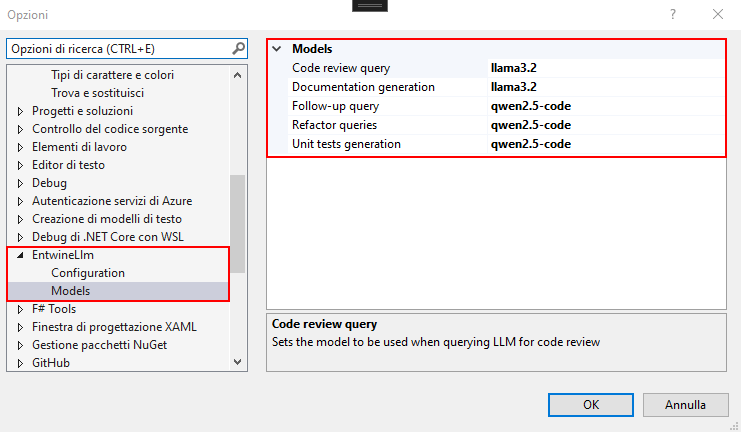 Opzioni
?
Opzioni di ricerca (CTRL+E)
Tipi di carattere e colori
Trova e sostituisci
Progetti e soluzioni
Controllo del codice sorgente
Elementi di lavoro
Editor di testo
Debug
Autenticazione servizi di Azure
Creazione di modelli di testo
Debug di .NET Core con WSL
EntwineLlm
Configuration
Models
F# Tools
Finestra di progettazione XAML
Gestione pacchetti NuGet
GitHub
Models
Code review query llama3.2
Documentation generation llama3.2
Follow-up query qwen2.5-code
Refactor queries qwen2.5-code
Unit tests generation qwen2.5-code
Code review query
Sets the model to be used when querying LLM for code review
OK
Annulla